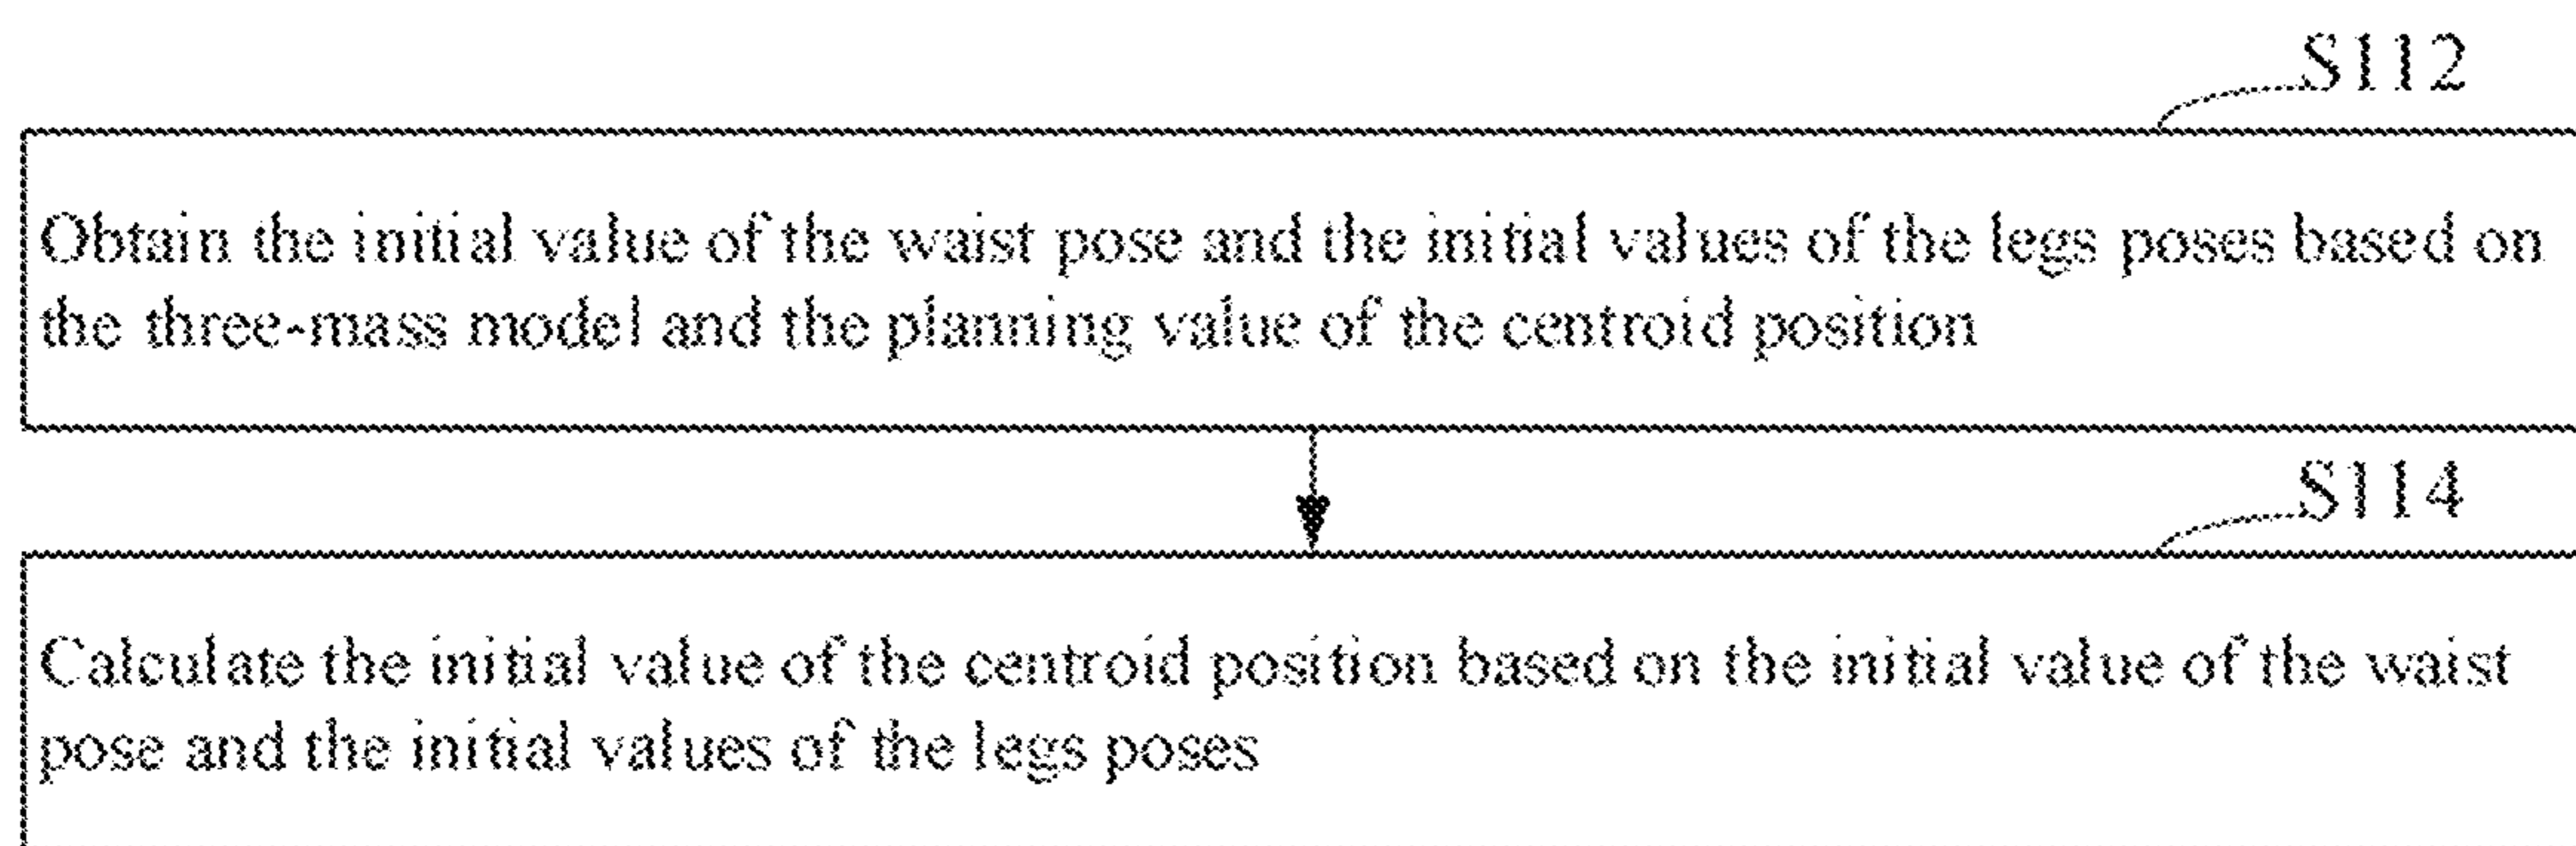 S112
Obtain the initial value of the waist pose and the initial values of the legs poses based on
the three-mass model and the planning value of the centroid position
S114
Calculate the initial value of the centroid position based on the initial value of the waist
pose and the initial values of the legs poses